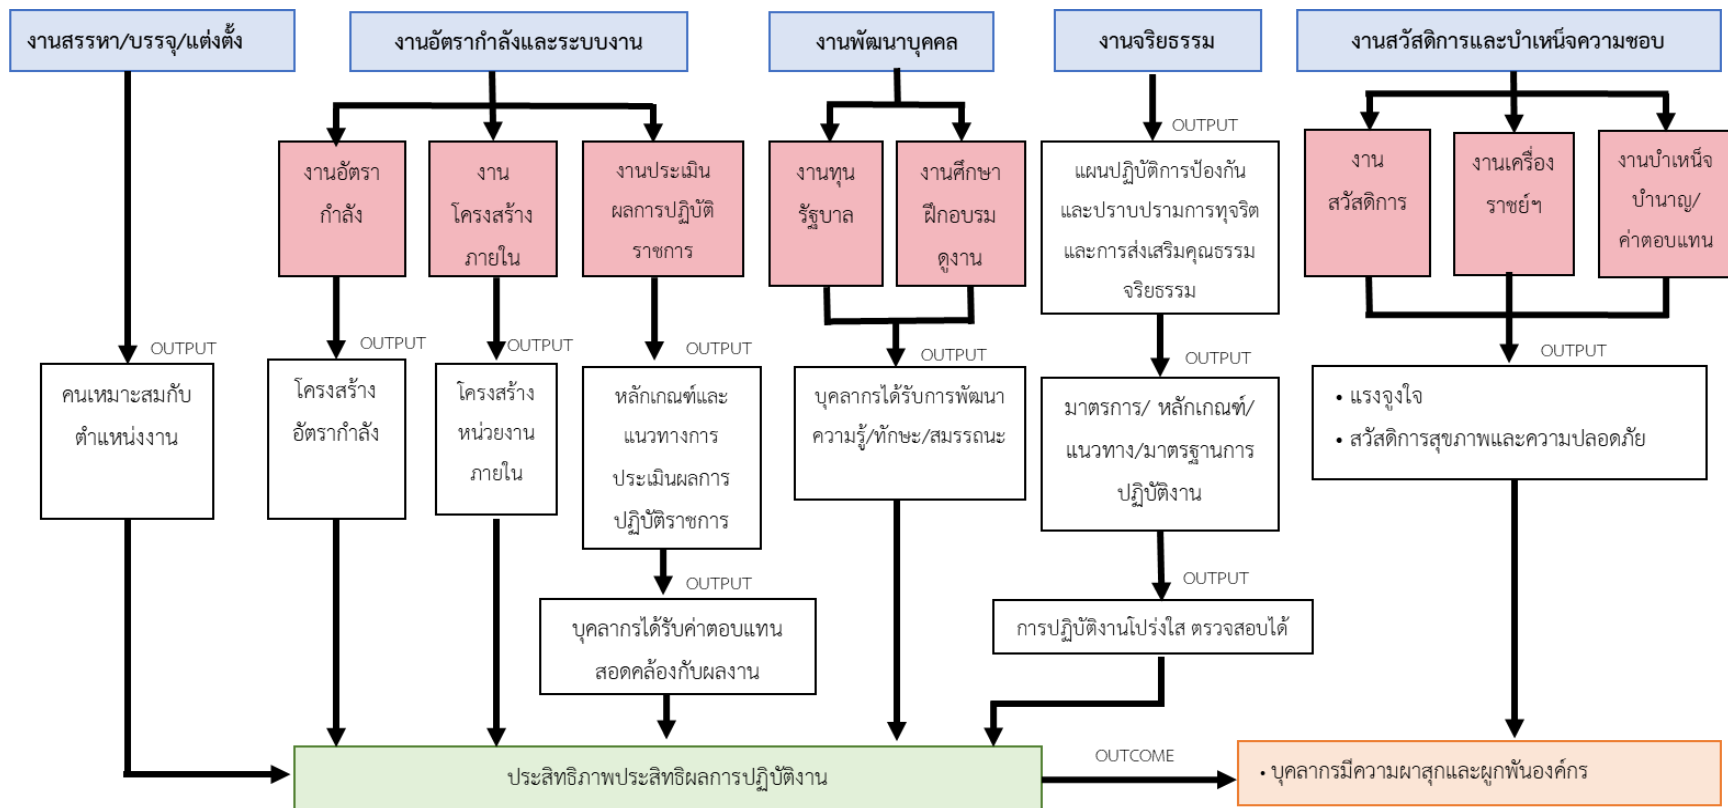 งานสรรหา/บรรจุ/แต่งตั้ง
งานอัตรากำลังและระบบงาน
งานพัฒนาบุคคล
งานจริยธรรม
งานสวัสดิการและบำเหน็จความชอบ
งานอัตรา
กำลัง
งาน
โครงสร้าง
ภายใน
งานประเมิน
ผลการปฏิบัติ
ราชการ
งานทุน
รัฐบาล
งานศึกษา
ฝึกอบรม
ดูงาน
OUTPUT
แผนปฏิบัติการป้องกัน
และปราบปรามการทุจริต
และการส่งเสริมคุณธรรม
จริยธรรม
งาน
สวัสดิการ
งานเครื่อง
ราชย์ฯ
งานบำเหน็จ
บำนาญ/
ค่าตอบแทน
OUTPUT
คนเหมาะสมกับ
ตำแหน่งงาน
OUTPUT
โครงสร้าง
อัตรากำลัง
OUTPUT
โครงสร้าง
หน่วยงาน
ภายใน
OUTPUT
หลักเกณฑ์และ
แนวทางการ
ประเมินผลการ
ปฏิบัติราชการ
OUTPUT
บุคลากรได้รับการพัฒนา
ความรู้/ทักษะ/สมรรถนะ
OUTPUT
มาตรการ/ หลักเกณฑ์/
แนวทาง/มาตรฐานการ
ปฏิบัติงาน
OUTPUT
• แรงจูงใจ
• สวัสดิการสุขภาพและความปลอดภัย
OUTPUT
บุคลากรได้รับค่าตอบแทน
สอดคล้องกับผลงาน
OUTPUT
การปฏิบัติงานโปร่งใส ตรวจสอบได้
ประสิทธิภาพประสิทธิผลการปฏิบัติงาน
OUTCOME
• บุคลากรมีความผาสุกและผูกพันองค์กร